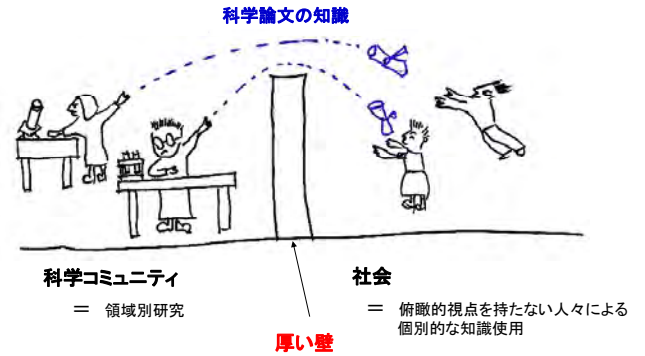 科学論文の知識
科学コミュニティ
= 領域別研究
社会
= 俯瞰的視点を持たない人々による
個別的な知識使用
厚い壁